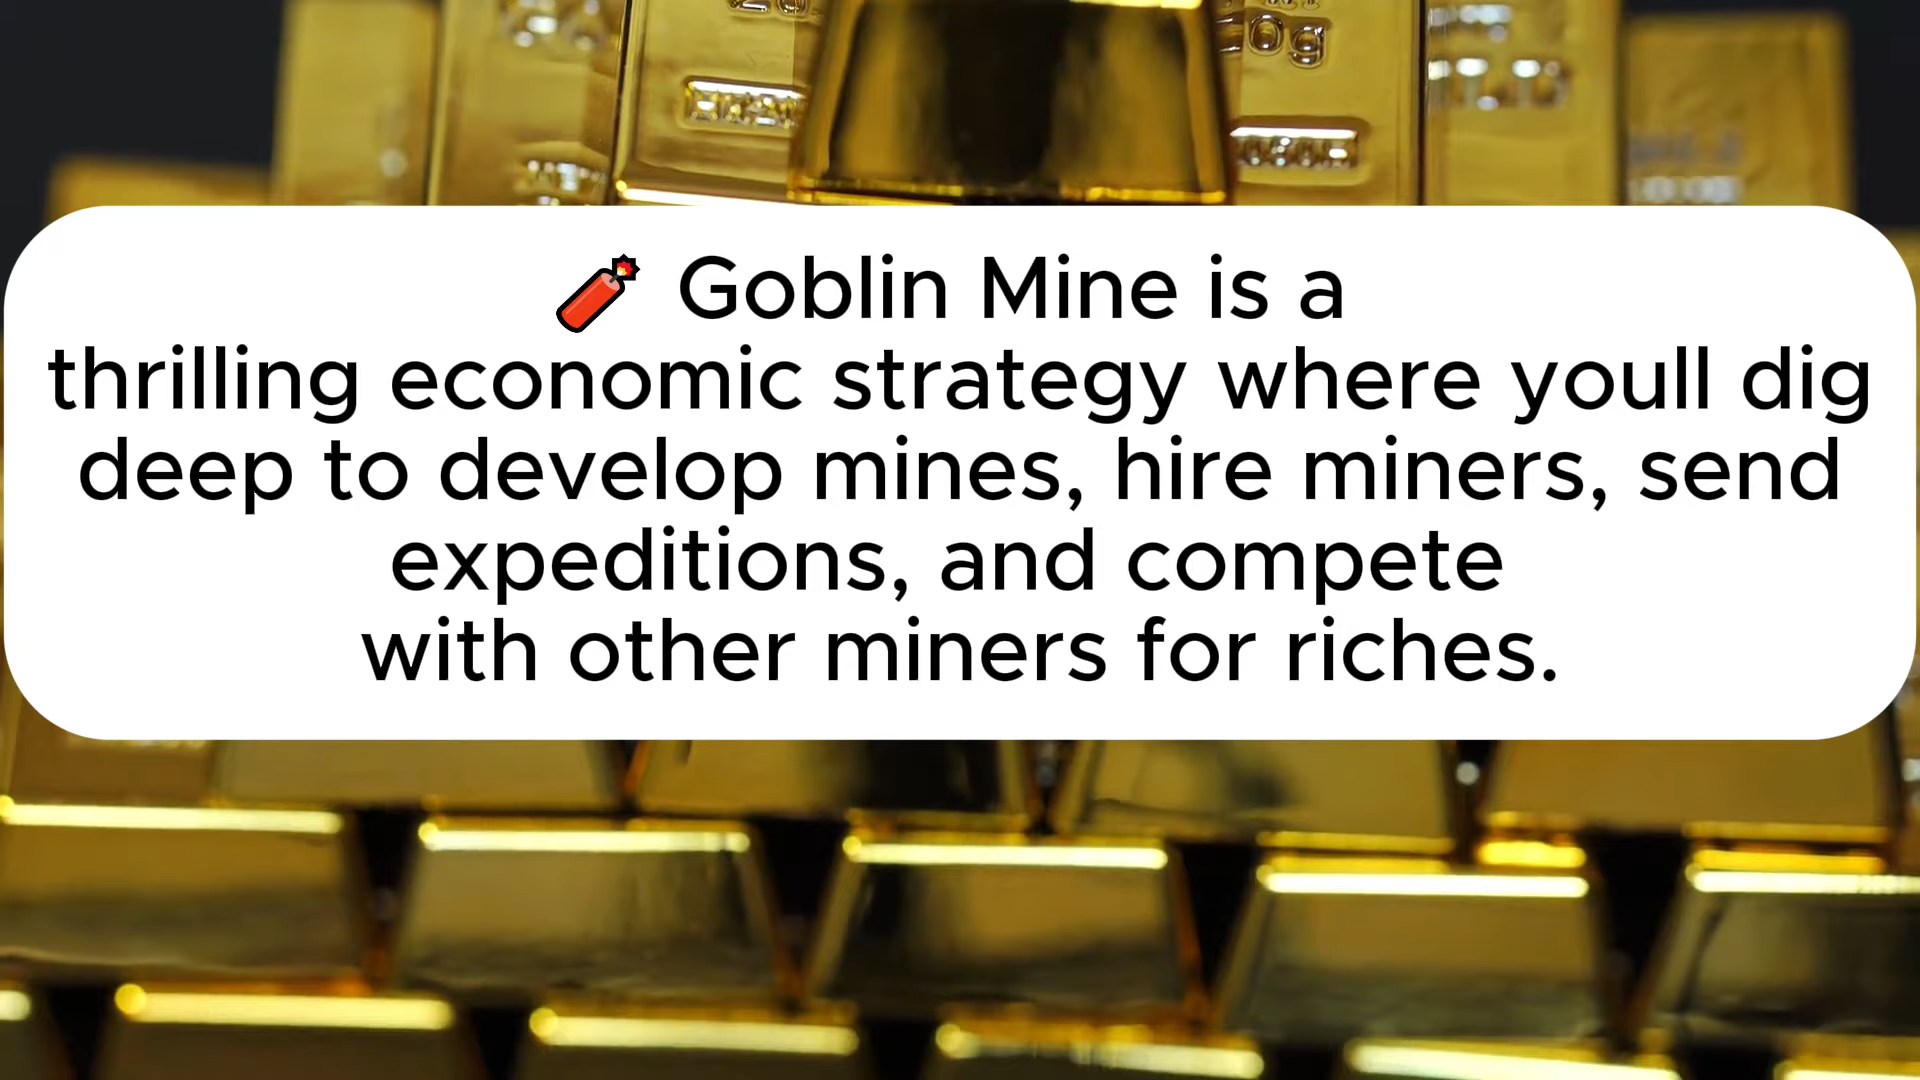 🧨 Goblin Mine is a
thrilling economic strategy where youll dig
deep to develop mines, hire miners, send
expeditions, and compete
with other miners for riches.